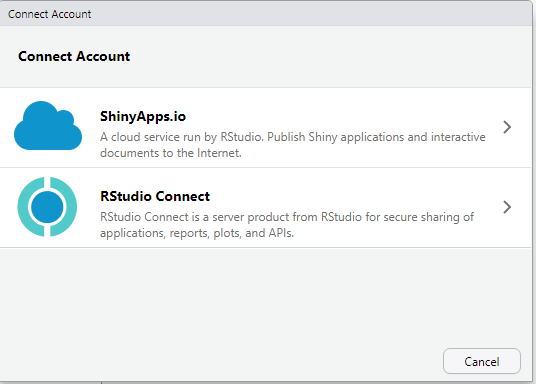 Connect Account
Connect Account
ShinyApps.io
A cloud service run by RStudio. Publish Shiny applications and interactive
documents to the Internet.
RStudio Connect
RStudio Connect is a server product from RStudio for secure sharing of
applications, reports, plots, and APIs.
Cancel